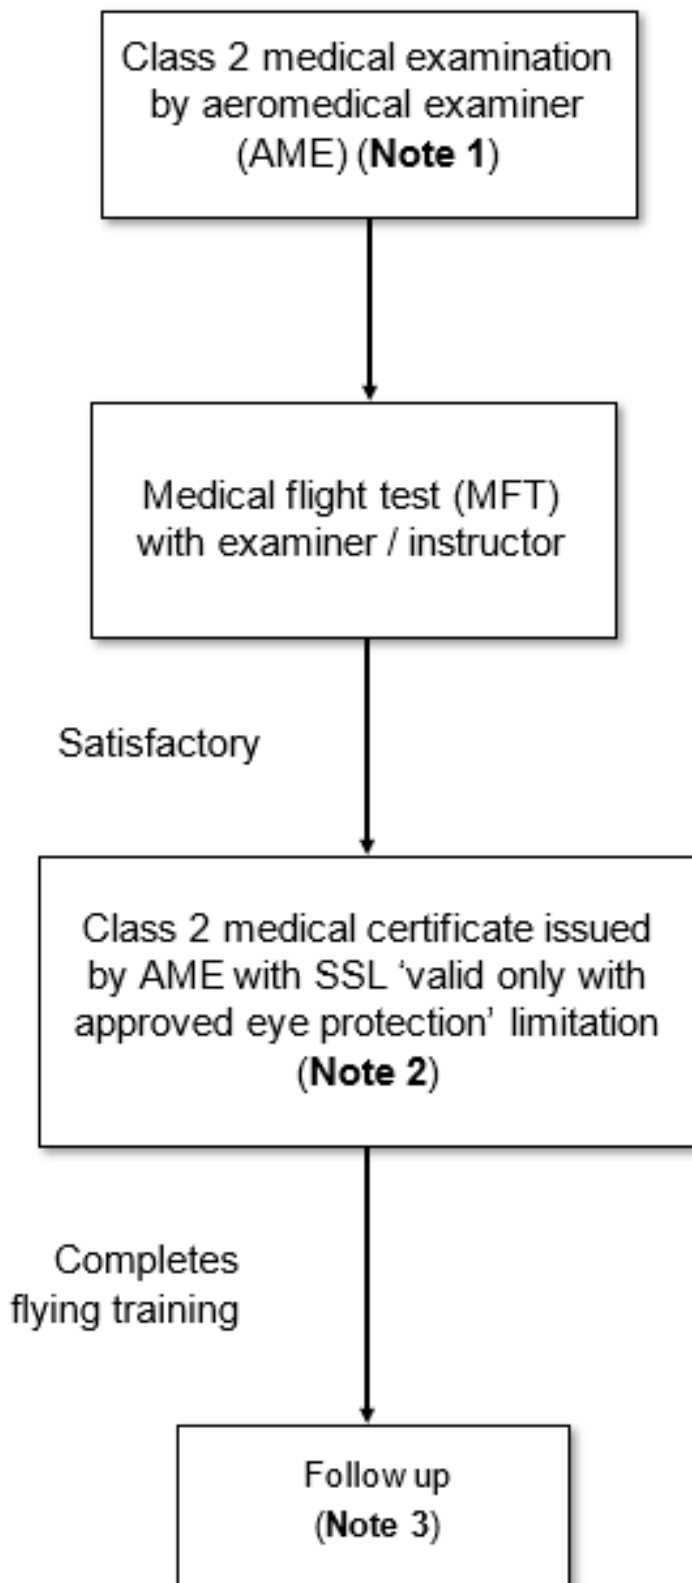 Class 2 medical examination
by aeromedical examiner
(AME) (Note 1)
Medical flight test (MFT)
with examiner / instructor
Satisfactory
Class 2 medical certificate issued
by AME with SSL ‘valid only with
approved eye protection’ limitation
(Note 2)
Completes
flying training
Follow up
(Note 3)